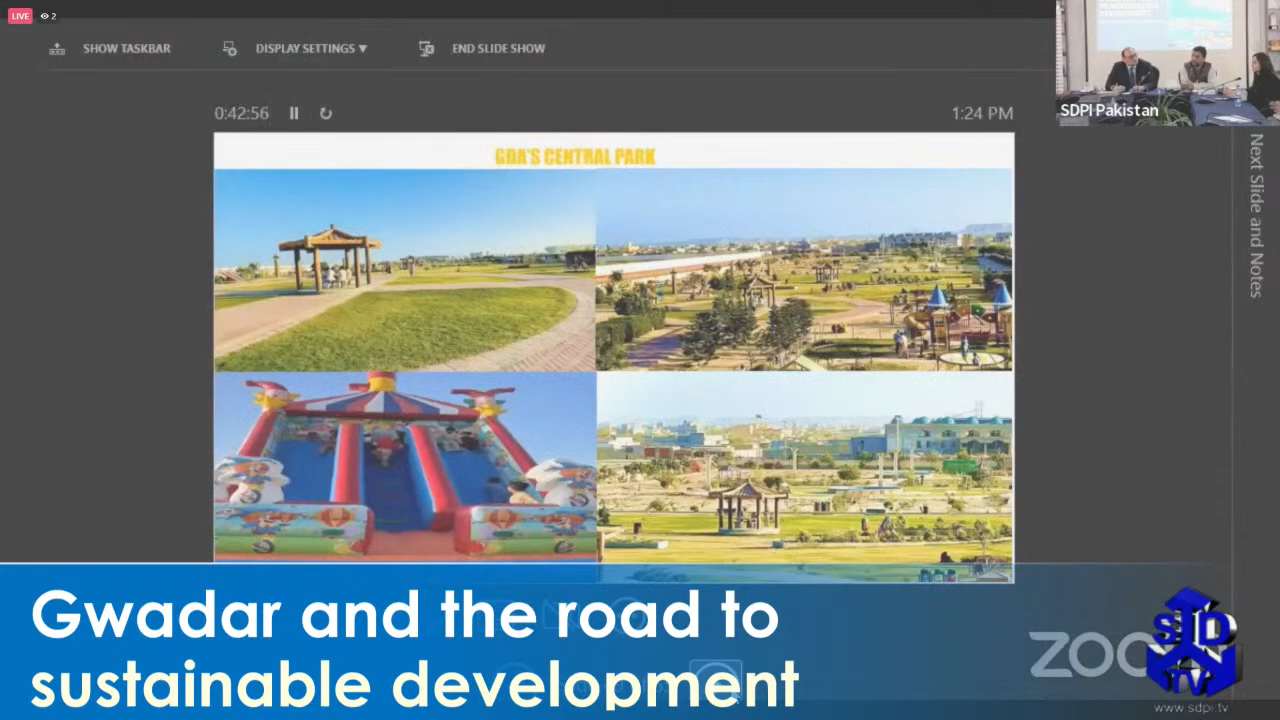 LIVE 2
SHOW TASKBAR
DISPLAY SETTINGS ▼
END SLIDE SHOW
0:42:56
1:24 PM
SDPI Pakistan
Next Slide and Notes
GDA'S CENTRAL PARK
Gwadar and the road to
sustainable development
ZOO
SDPI
TV
www.sdpi.tv